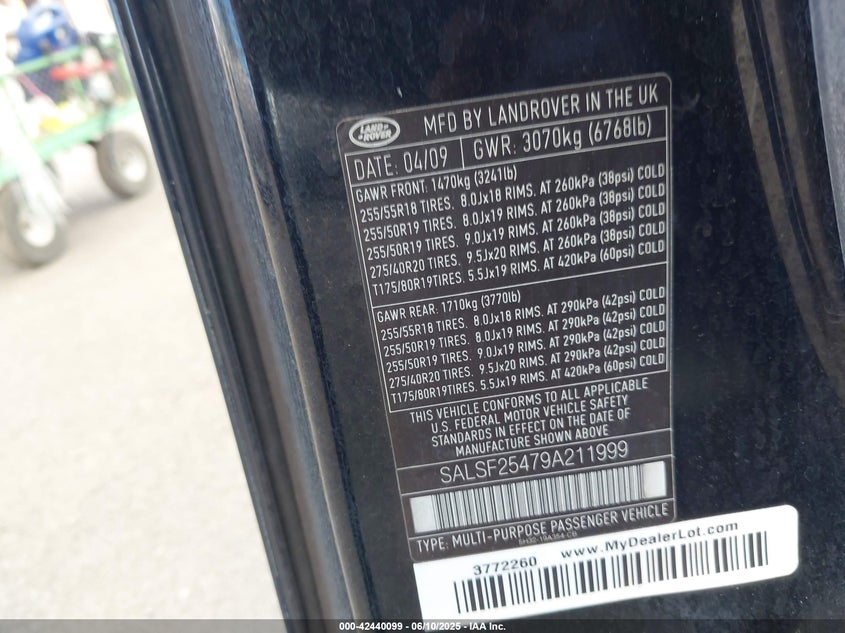 LAND ROVER
MFD BY LANDROVER IN THE UK
DATE: 04/09 GWR: 3070kg (6768lb)
GAWR FRONT: 1470kg (3241lb)
255/55R18 TIRES. 8.0Jx18 RIMS. AT 260kPa (38psi) COLD
255/50R19 TIRES. 8.0Jx19 RIMS. AT 260kPa (38psi) COLD
255/50R19 TIRES. 9.0Jx19 RIMS. AT 260kPa (38psi) COLD
275/40R20 TIRES. 9.5Jx20 RIMS. AT 260kPa (38psi) COLD
T175/80R19TIRES. 5.5Jx19 RIMS. AT 420kPa (60psi) COLD
GAWR REAR: 1710kg (3770lb)
255/55R18 TIRES. 8.0Jx18 RIMS. AT 290kPa (42psi) COLD
255/50R19 TIRES. 8.0Jx19 RIMS. AT 290kPa (42psi) COLD
255/50R19 TIRES. 9.0Jx19 RIMS. AT 290kPa (42psi) COLD
275/40R20 TIRES. 9.5Jx20 RIMS. AT 290kPa (42psi) COLD
T175/80R19TIRES. 5.5Jx19 RIMS. AT 420kPa (60psi) COLD
THIS VEHICLE CONFORMS TO ALL APPLICABLE
U.S. FEDERAL MOTOR VEHICLE SAFETY
STANDARDS IN EFFECT ON THE DATE OF
MANUFACTURE SHOWN ABOVE
SALSF25479A211999
TYPE: MULTI-PURPOSE PASSENGER VEHICLE
3772260 www.MyDealerLot.com
000-42440099 - 06/10/2025 - IAA Inc.